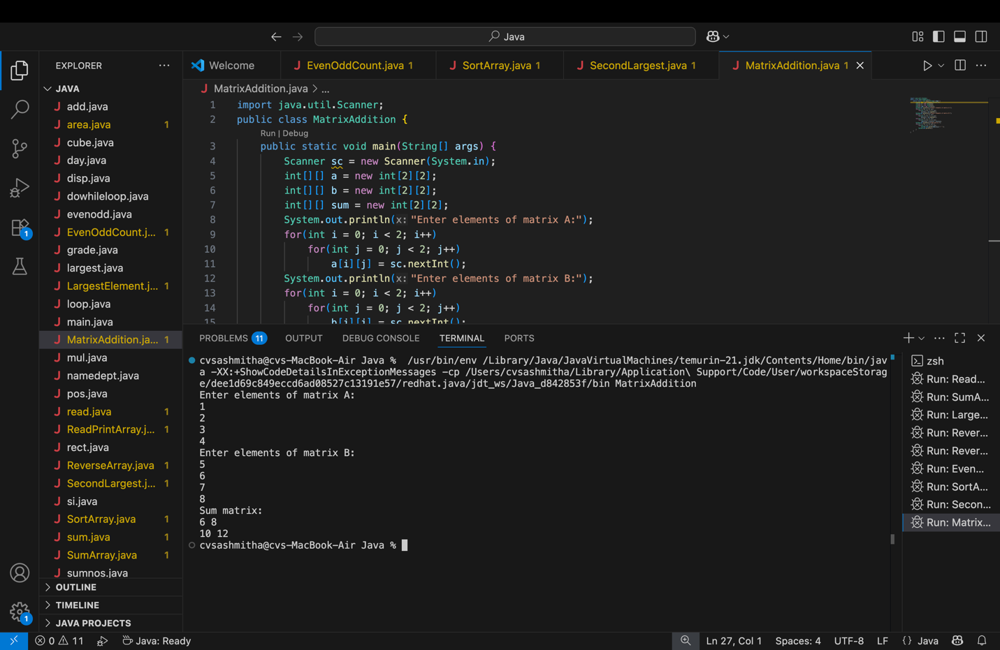 Java
EXPLORER
Welcome
EvenOddCount.java 1
SortArray.java 1
SecondLargest.java 1
MatrixAddition.java 1
JAVA
add.java
area.java 1
cube.java
day.java
disp.java
dowhileloop.java
evenodd.java
EvenOddCount.j... 1
grade.java
largest.java
LargestElement.j... 1
loop.java
main.java
MatrixAddition.ja... 1
mul.java
namedept.java
pos.java
read.java 1
ReadPrintArray.j... 1
rect.java
ReverseArray.java 1
SecondLargest.j... 1
si.java
SortArray.java 1
sum.java 1
SumArray.java 1
sumnos.java
OUTLINE
TIMELINE
JAVA PROJECTS
1
1
MatrixAddition.java > ...
1 import java.util.Scanner;
2 public class MatrixAddition {
Run | Debug
3 public static void main(String[] args) {
4 Scanner sc = new Scanner(System.in);
5 int[][] a = new int[2][2];
6 int[][] b = new int[2][2];
7 int[][] sum = new int[2][2];
8 System.out.println(x: "Enter elements of matrix A:");
9 for(int i = 0; i < 2; i++)
10 for(int j = 0; j < 2; j++)
11 a[i][j] = sc.nextInt();
12 System.out.println(x: "Enter elements of matrix B:");
13 for(int i = 0; i < 2; i++)
14 for(int j = 0; j < 2; j++)
15 b[i][j] = sc.nextInt();
PROBLEMS 11 OUTPUT DEBUG CONSOLE TERMINAL PORTS
cvsashmitha@cvs-MacBook-Air Java % /usr/bin/env /Library/Java/JavaVirtualMachines/temurin-21.jdk/Contents/Home/bin/jav
a -XX:+ShowCodeDetailsInExceptionMessages -cp /Users/cvsashmitha/Library/Application\ Support/Code/User/workspaceStorag
e/dee1d69c849eccd6ad08527c13191e57/redhat.java/jdt_ws/Java_d842853f/bin MatrixAddition
Enter elements of matrix A:
1
2
3
4
Enter elements of matrix B:
5
6
7
8
Sum matrix:
6 8
10 12
cvsashmitha@cvs-MacBook-Air Java %
zsh
Run: Read...
Run: SumA...
Run: Large...
Run: Rever...
Run: Rever...
Run: Even...
Run: SortA...
Run: Secon...
Run: Matrix...
0 11 Java: Ready
Ln 27, Col 1 Spaces: 4 UTF-8 LF {} Java